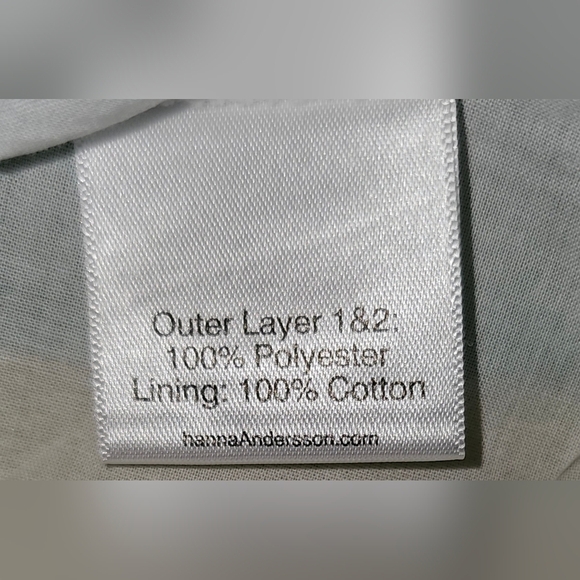 Outer Layer 1&2:
100% Polyester
Lining: 100% Cotton
hannaAndersson.com